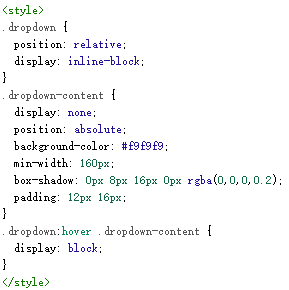 <style>
.dropdown {
  position: relative;
  display: inline-block;
}
.dropdown-content {
  display: none;
  position: absolute;
  background-color: #f9f9f9;
  min-width: 160px;
  box-shadow: 0px 8px 16px 0px rgba(0,0,0,0.2);
  padding: 12px 16px;
}
.dropdown:hover .dropdown-content {
  display: block;
}
</style>